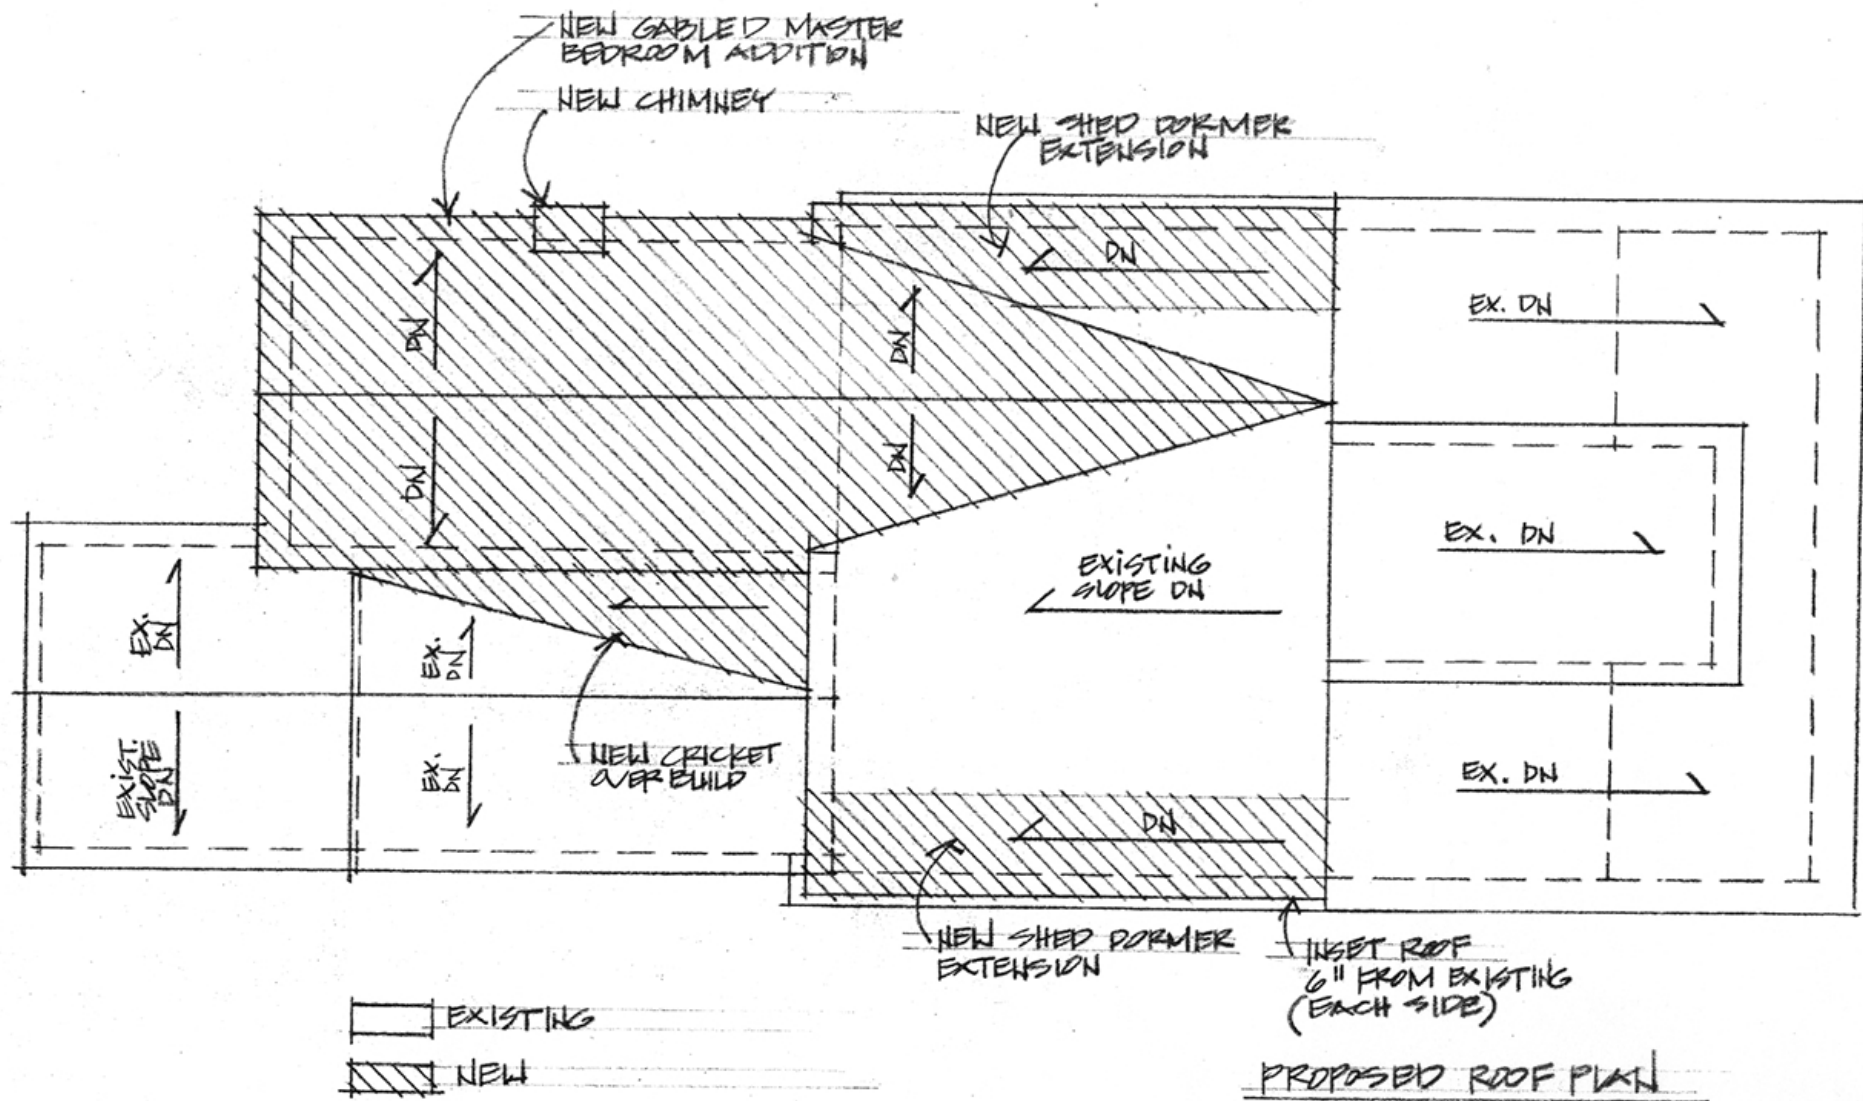 NEW GABLED MASTER
BEDROOM ADDITION
NEW CHIMNEY
NEW SHED DORMER
EXTENSION
DN
EX. DN
DN
DN
DN
DN
EX. DN
EXISTING
SLOPE DN
EX.
DN
EX.
DN
EXIST.
SLOPE
DN
EX.
DN
NEW CRICKET
OVERBUILD
EX. DN
DN
NEW SHED DORMER
EXTENSION
INSET ROOF
6" FROM EXISTING
(EACH SIDE)
EXISTING
NEW
PROPOSED ROOF PLAN